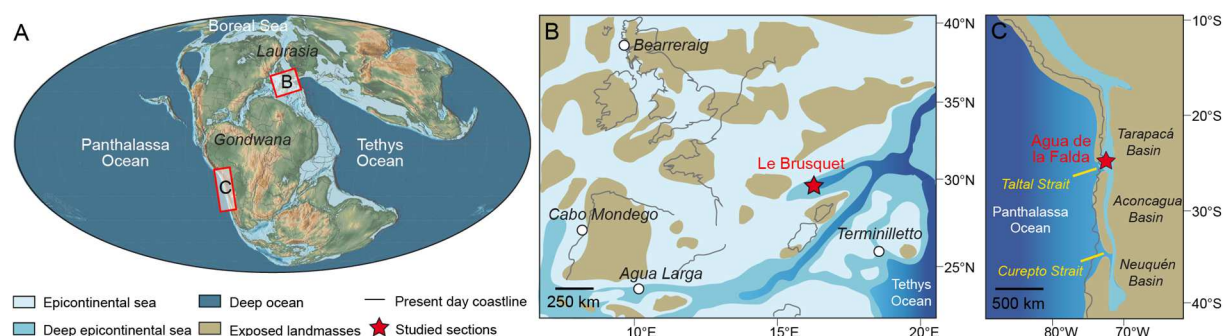 A
Boreal Sea
Laurasia
B
Panthalassa
Ocean
Gondwana
Tethys
Ocean
C
Epicontinental sea
Deep ocean
Present day coastline
Deep epicontinental sea
Exposed landmasses
Studied sections
B
Bearreraig
40°N
35°N
Le Brusquet
30°N
Cabo Mondego
Terminilletto
Agua Larga
25°N
250 km
Tethys
Ocean
10°E
15°E
20°E
C
10°S
20°S
Tarapacá
Basin
Agua de
la Falda
Taltal Strait
Aconcagua
Basin
Panthalassa
Ocean
30°S
Curepto Strait
Neuquén
Basin
500 km
40°S
80°W
70°W